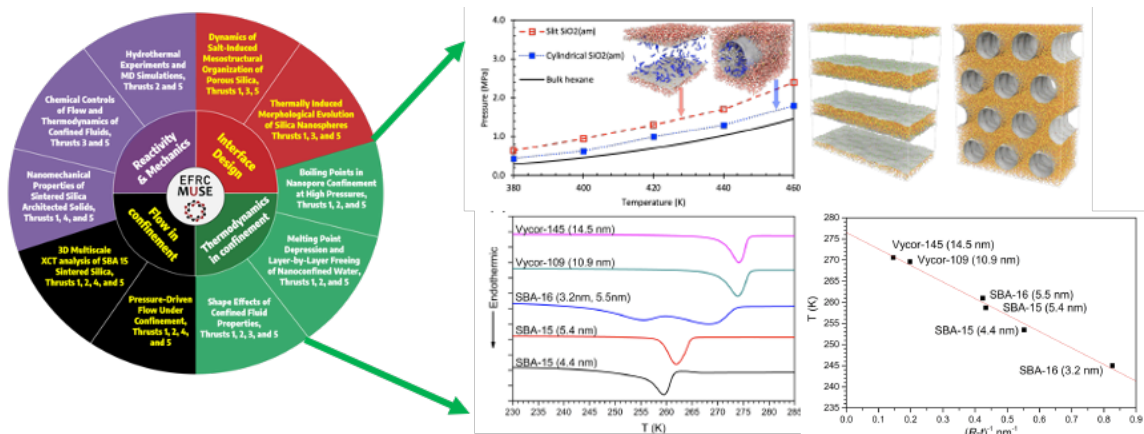 Hydrothermal
Experiments and
MD Simulations,
Thrusts 2 and 5
Dynamics of
Salt-Induced
Mesostructural
Organization of
Porous Silica,
Thrusts 1, 3, 5
Thermally Induced
Morphological Evolution
of Silica Nanospheres
Thrusts 1, 3, and 5
Boiling Points in
Nanopore Confinement
at High Pressures,
Thrusts 1, 2, and 5
Melting Point
Depression and
Layer-by-Layer Freeing
of Nanoconfined Water,
Thrusts 1, 2, and 5
Shape Effects of
Confined Fluid
Properties,
Thrusts 1, 2, 3, and 5
Pressure-Driven
Flow Under
Confinement,
Thrusts 1, 2, 4, and
5
3D Multiscale
XCT analysis of SBA 15
Sintered Silica,
Thrusts 1, 2, 4, and 5
Nanomechanical
Properties of
Sintered Silica
Architected Solids,
Thrusts 1, 4, and 5
Chemical Controls
of Flow and
Thermodynamics of
Confined Fluids,
Thrusts 3 and 5
Reactivity
& Mechanics
Interface
Design
Flow in
confinement
Thermodynamics
in confinement
EFRC
MUSE
Pressure (MPa)
5.0
4.0
3.0
2.0
1.0
0.0
Slit SiO2(am)
Cylindrical SiO2(am)
Bulk hexane
380 400 420 440 460
Temperature (K)
Endothermic
Vycor-145 (14.5 nm)
Vycor-109 (10.9 nm)
SBA-16 (3.2nm, 5.5nm)
SBA-15 (5.4 nm)
SBA-15 (4.4 nm)
230 240 250 260 270 280 285
T (K)
T (K)
280
275
270
265
260
255
250
245
240
235
Vycor-145 (14.5 nm)
Vycor-109 (10.9 nm)
SBA-16 (5.5 nm)
SBA-15 (5.4 nm)
SBA-15 (4.4 nm)
SBA-16 (3.2 nm)
0.0 0.1 0.2 0.3 0.4 0.5 0.6 0.7 0.8 0.9
(R-t)⁻¹ nm⁻¹